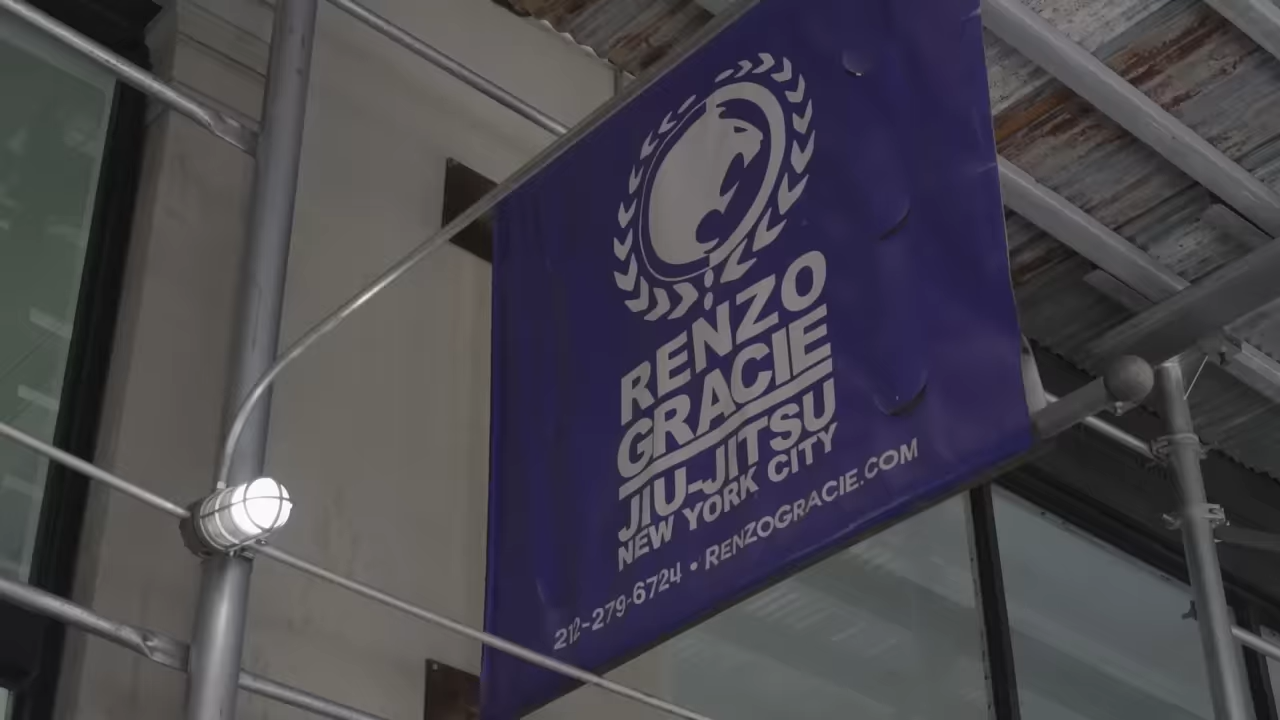 RENZO
GRACIE
JIU-JITSU
NEW YORK CITY
212-279-6724 • RENZOGRACIE.COM